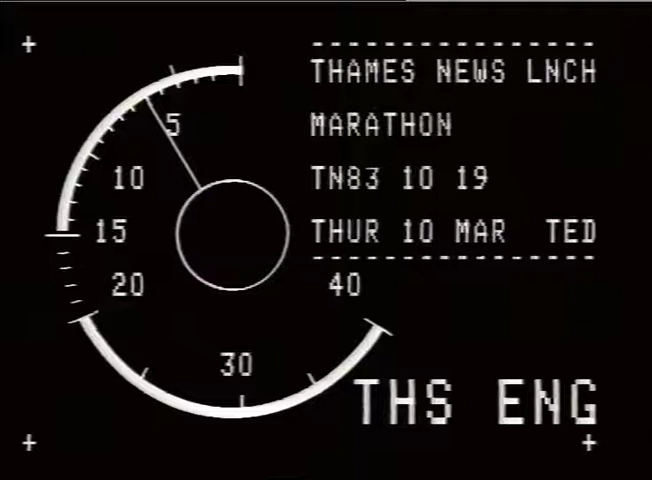 THAMES NEWS LNCH
MARATHON
TN83 10 19
THUR 10 MAR TED
5
10
15
20
30
40
THS ENG